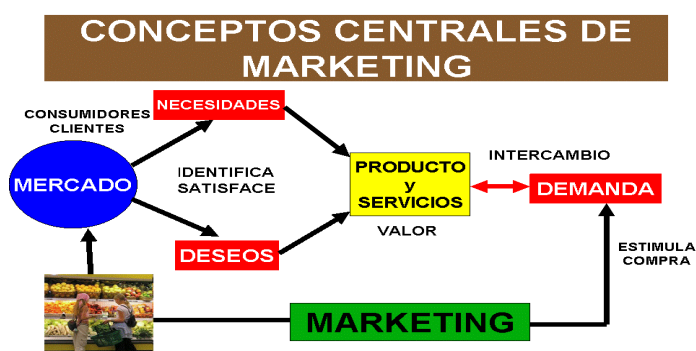 CONCEPTOS CENTRALES DE
MARKETING
CONSUMIDORES
CLIENTES
NECESIDADES
MERCADO
IDENTIFICA
SATISFACE
DESEOS
PRODUCTO
y
SERVICIOS
VALOR
INTERCAMBIO
DEMANDA
ESTIMULA
COMPRA
MARKETING